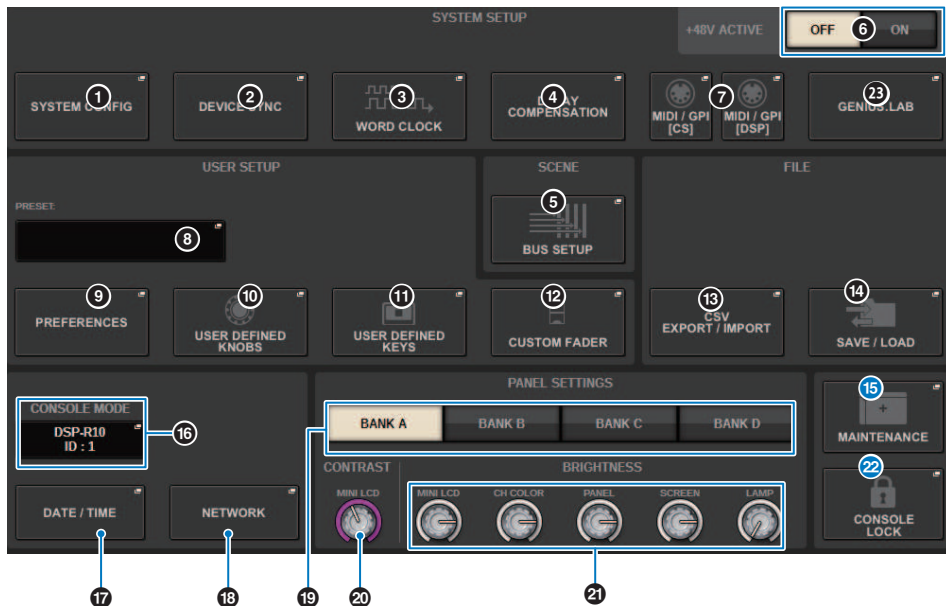 SYSTEM SETUP
+48V ACTIVE
OFF
6
ON
1
SYSTEM CONFIG
2
DEVICE SYNC
3
WORD CLOCK
4
DELAY
COMPENSATION
7
MIDI / GPI
[CS]
MIDI / GPI
[DSP]
23
GENIUS.LAB
USER SETUP
SCENE
FILE
PRESET:
8
5
BUS SETUP
9
PREFERENCES
10
USER DEFINED
KNOBS
11
USER DEFINED
KEYS
12
CUSTOM FADER
13
CSV
EXPORT / IMPORT
14
SAVE / LOAD
CONSOLE MODE
DSP-R10
ID : 1
16
PANEL SETTINGS
BANK A
BANK B
BANK C
BANK D
15
MAINTENANCE
CONTRAST
BRIGHTNESS
MINI LCD
MINI LCD
CH COLOR
PANEL
SCREEN
LAMP
22
CONSOLE
LOCK
DATE / TIME
NETWORK
17
18
19
20
21